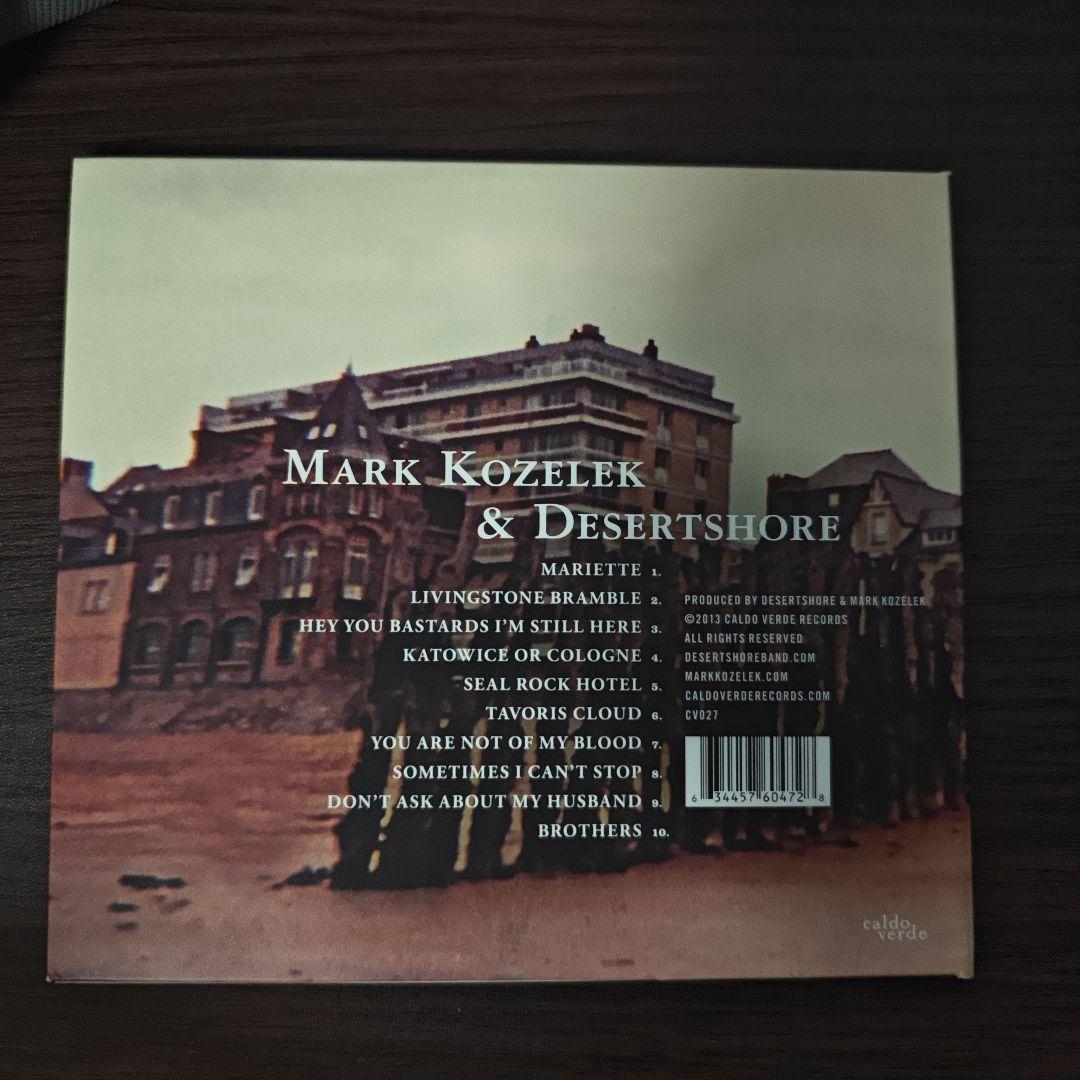 MARK KOZELEK
& DESERTSHORE
MARIETTE 1.
LIVINGSTONE BRAMBLE 2.
HEY YOU BASTARDS I'M STILL HERE 3.
KATOWICE OR COLOGNE 4.
SEAL ROCK HOTEL 5.
TAVORIS CLOUD 6.
YOU ARE NOT OF MY BLOOD 7.
SOMETIMES I CAN'T STOP 8.
DON'T ASK ABOUT MY HUSBAND 9.
BROTHERS 10.
PRODUCED BY DESERTSHORE & MARK KOZELEK
©2013 CALDO VERDE RECORDS
ALL RIGHTS RESERVED
DESERTSHOREBAND.COM
MARKKOZELEK.COM
CALDOVERDERECORDS.COM
CV027
6 34457 60472 8
caldo
verde